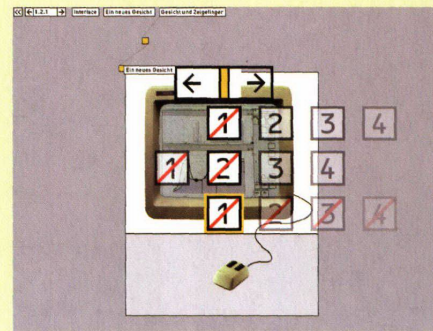 << ← 1.2.1 → Interface Ein neues Gesicht Gesicht und Zeigefinger
Ein neues Gesicht
← →
1 2 3 4
1 2 3 4
1 2 3 4